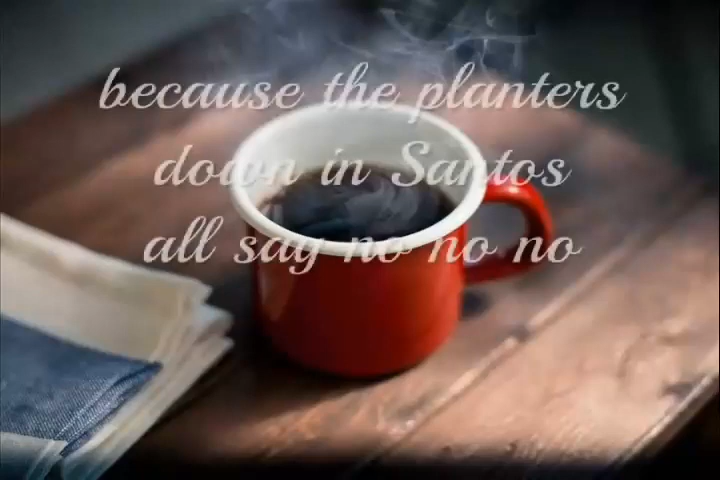 because the planters
down in Santos
all say no no no